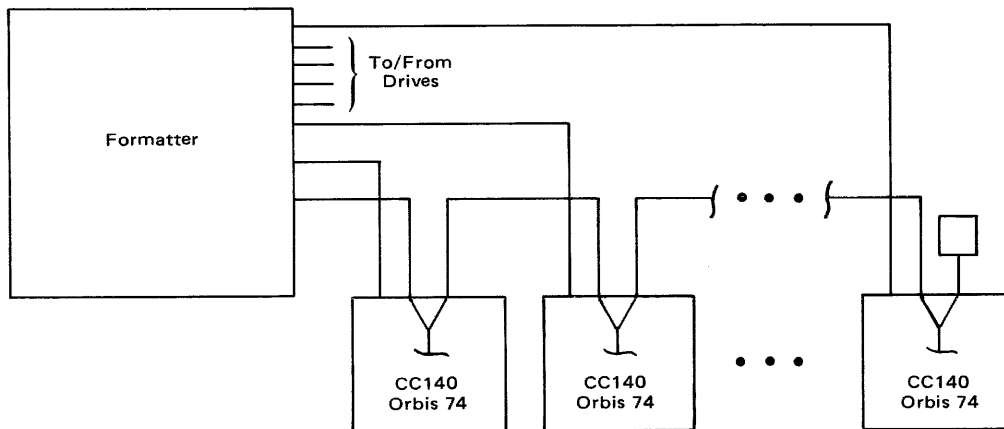 To/From
Drives
Formatter
CC140
Orbis 74
CC140
Orbis 74
CC140
Orbis 74